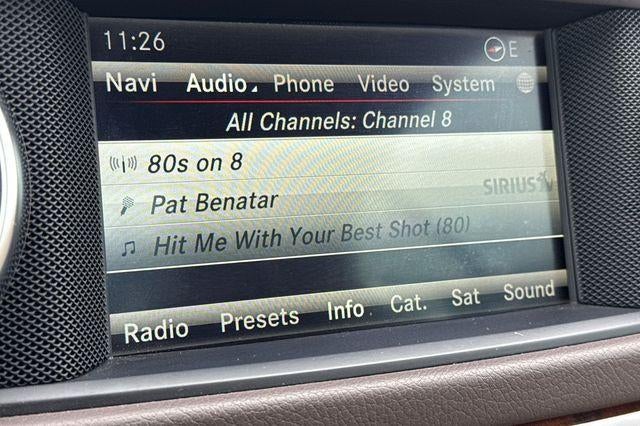 11:26 E
Navi Audio Phone Video System
All Channels: Channel 8
80s on 8
SIRIUS XM
Pat Benatar
Hit Me With Your Best Shot (80)
Radio Presets Info Cat. Sat Sound